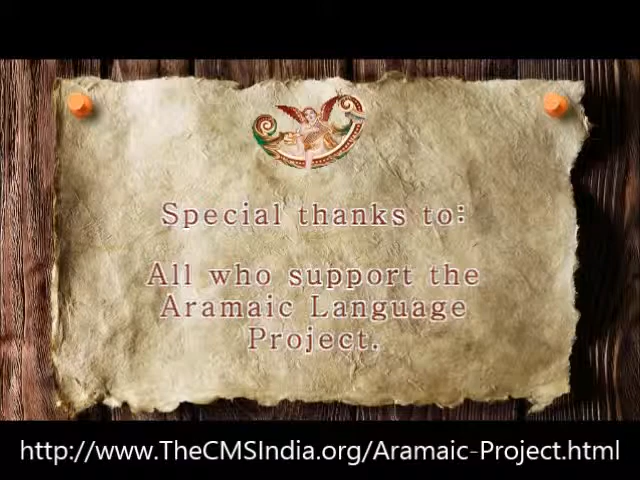 Special thanks to:
All who support the
Aramaic Language
Project.
http://www.TheCMSIndia.org/Aramaic-Project.html